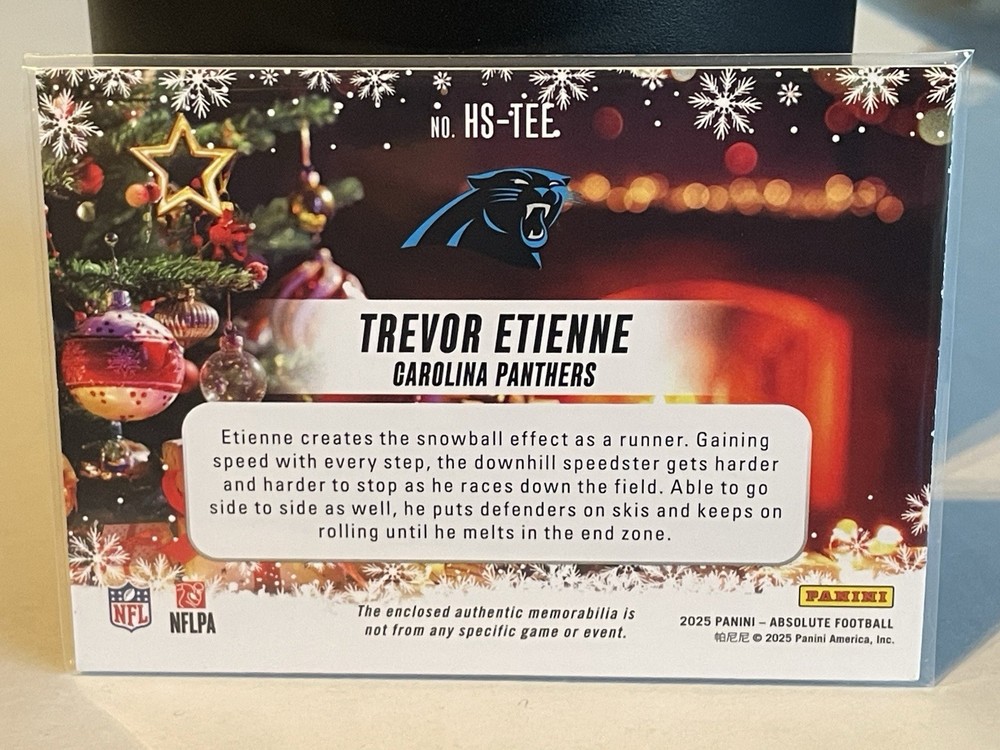 NO. HS-TEE
TREVOR ETIENNE
CAROLINA PANTHERS
Etienne creates the snowball effect as a runner. Gaining
speed with every step, the downhill speedster gets harder
and harder to stop as he races down the field. Able to go
side to side as well, he puts defenders on skis and keeps on
rolling until he melts in the end zone.
NFL
NFLPA
The enclosed authentic memorabilia is
not from any specific game or event.
PANINI
2025 PANINI – ABSOLUTE FOOTBALL
帕尼尼 © 2025 Panini America, Inc.